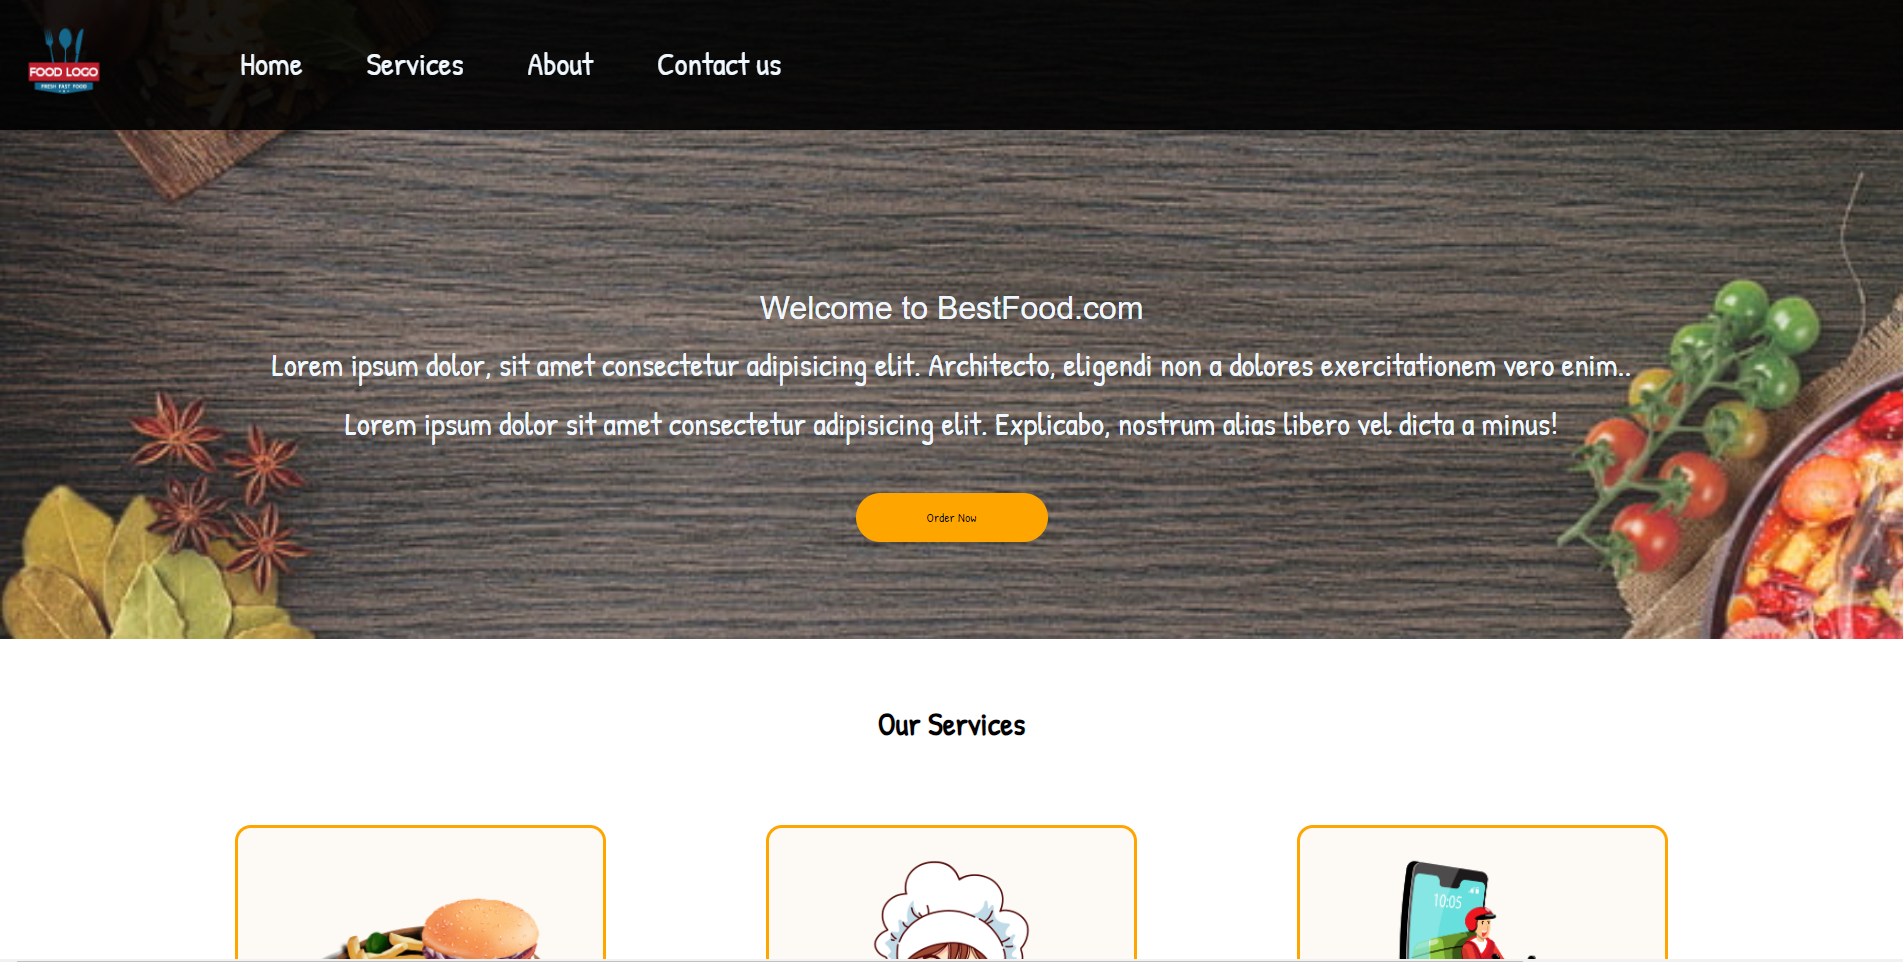 FOOD LOGO
FRESH FAST FOOD
Home Services About Contact us
Welcome to BestFood.com
Lorem ipsum dolor, sit amet consectetur adipisicing elit. Architecto, eligendi non a dolores exercitationem vero enim..
Lorem ipsum dolor sit amet consectetur adipisicing elit. Explicabo, nostrum alias libero vel dicta a minus!
Order Now
Our Services
10:05